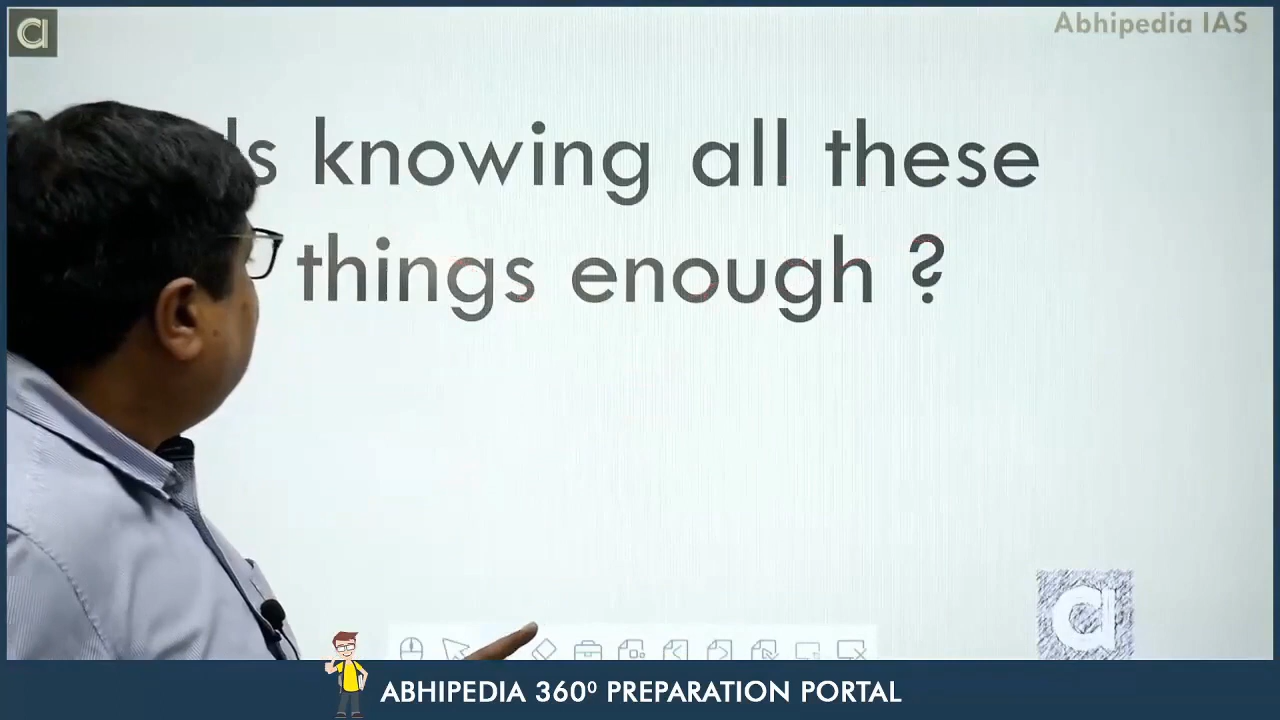 a
Abhipedia IAS
s knowing all these
things enough ?
a
ABHIPEDIA 360⁰ PREPARATION PORTAL